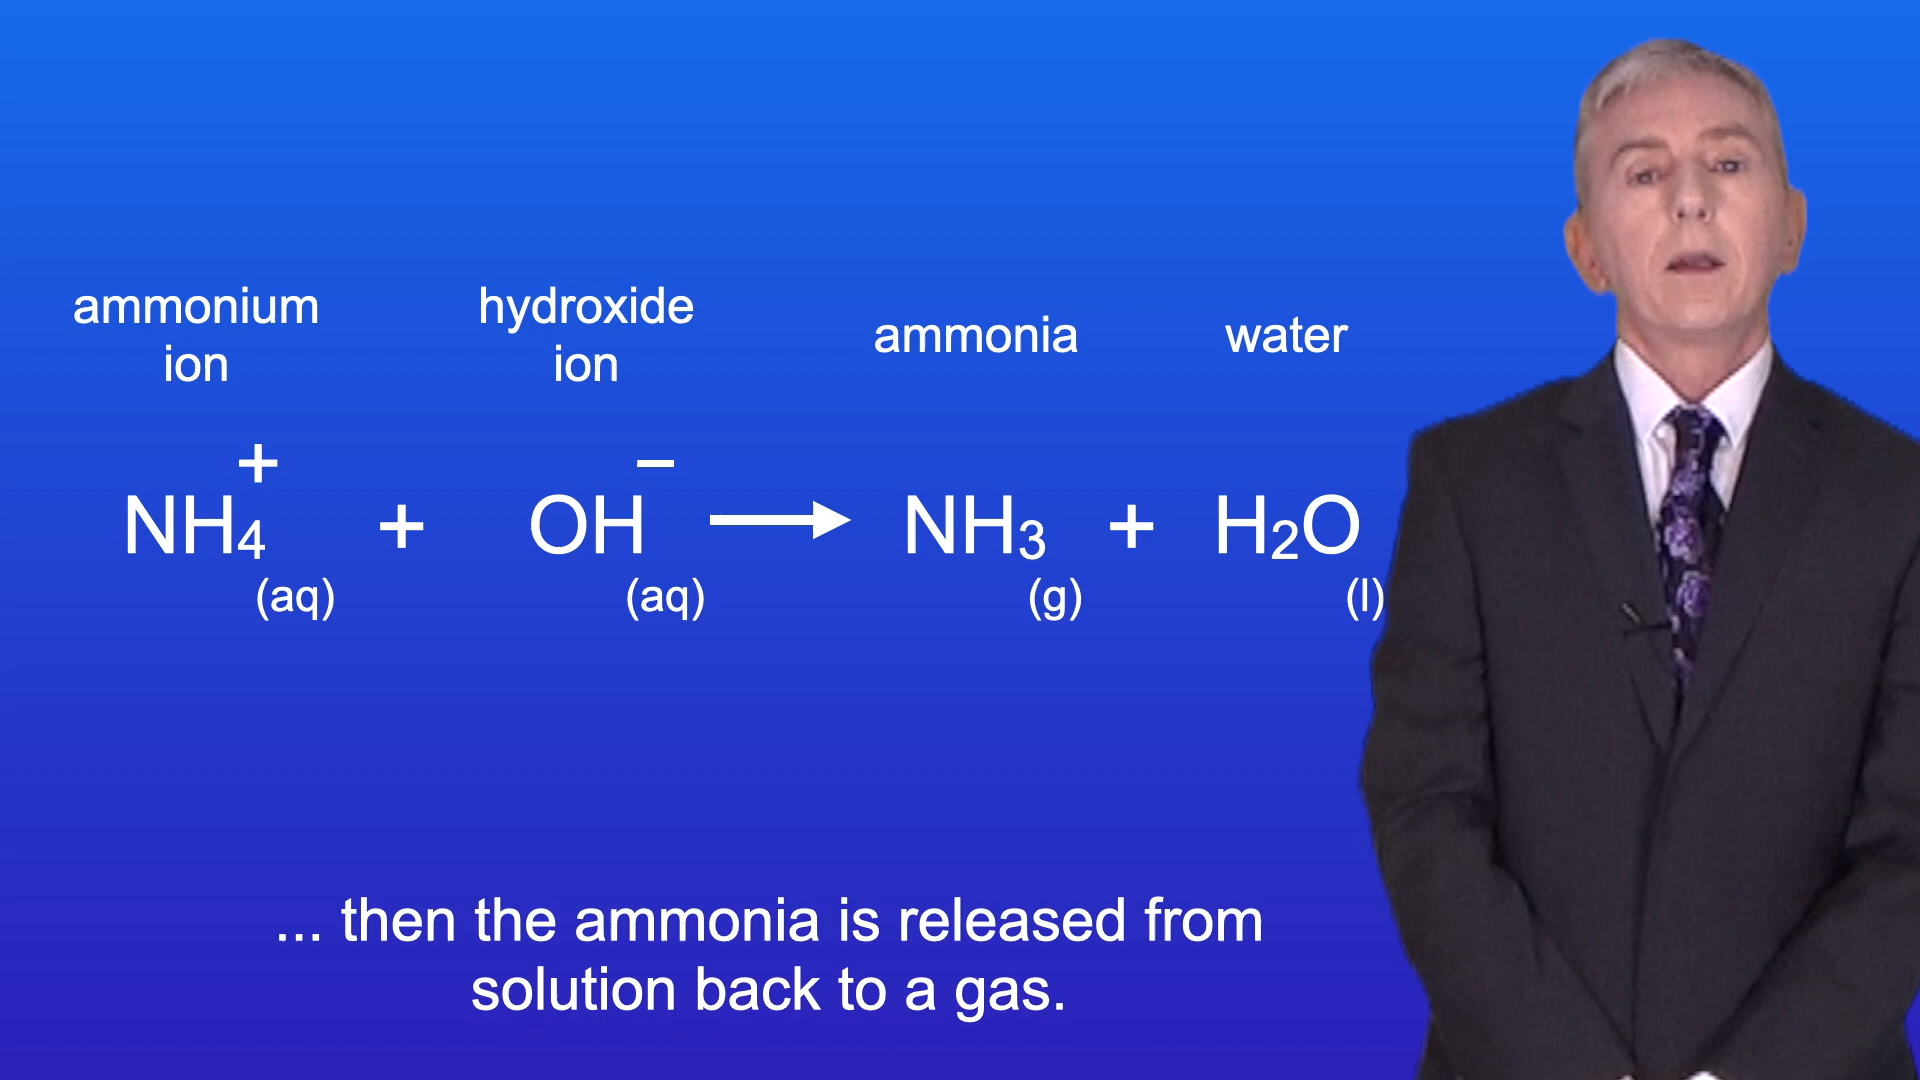 ammonium
ion
hydroxide
ion
ammonia
water
NH₄⁺ (aq) + OH⁻ (aq) ⟶ NH₃ (g) + H₂O (l)
... then the ammonia is released from
solution back to a gas.